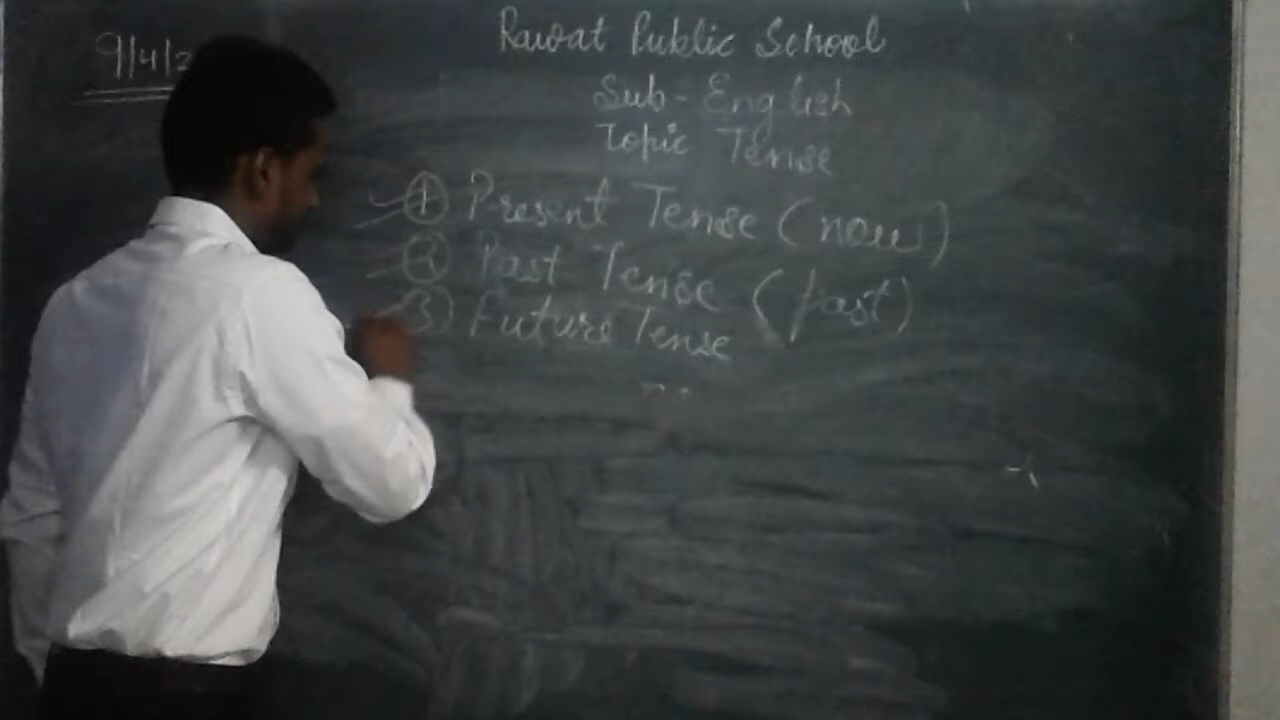 9/4/2
Rawat Public School
Sub - English
Topic Tense
① Present Tense (now)
② Past Tense (past)
3) Future Tense